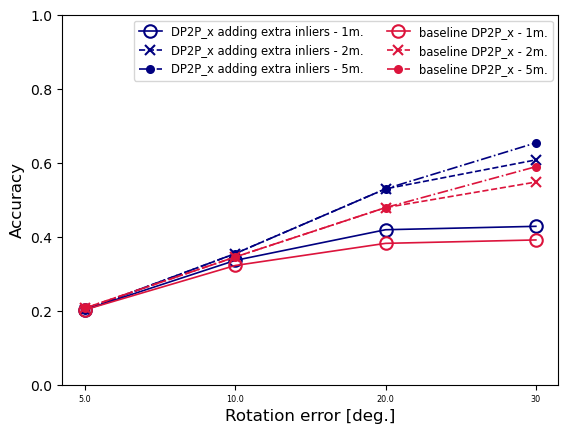 1.0
DP2P_x adding extra inliers - 1m.
DP2P_x adding extra inliers - 2m.
DP2P_x adding extra inliers - 5m.
baseline DP2P_x - 1m.
baseline DP2P_x - 2m.
baseline DP2P_x - 5m.
0.8
0.6
0.4
0.2
0.0
Accuracy
5.0 10.0 20.0 30
Rotation error [deg.]